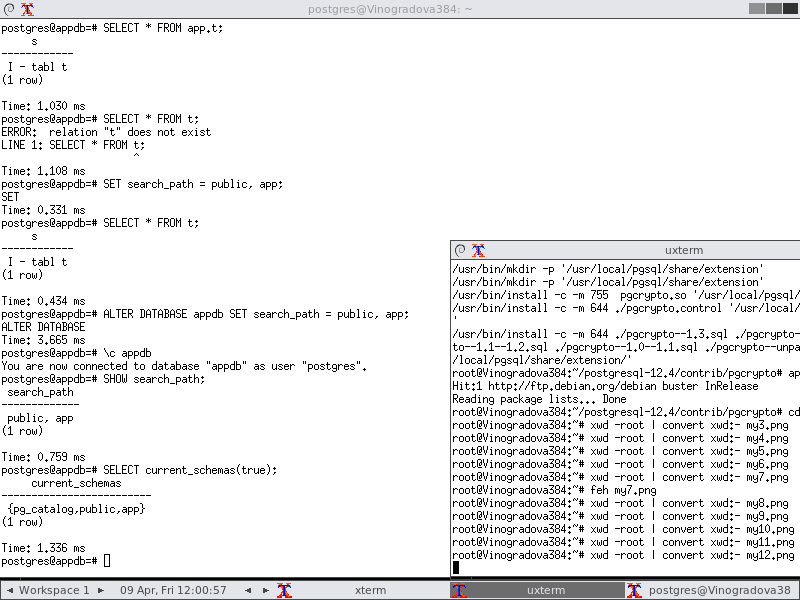 postgres@Vinogradova384: ~
postgres@appdb=# SELECT * FROM app.t;
s
------------
I - tabl t
(1 row)
Time: 1.030 ms
postgres@appdb=# SELECT * FROM t;
ERROR:  relation "t" does not exist
LINE 1: SELECT * FROM t;
^
Time: 1.108 ms
postgres@appdb=# SET search_path = public, app;
SET
Time: 0.331 ms
postgres@appdb=# SELECT * FROM t;
s
------------
I - tabl t
(1 row)
Time: 0.434 ms
postgres@appdb=# ALTER DATABASE appdb SET search_path = public, app;
ALTER DATABASE
Time: 3.665 ms
postgres@appdb=# \c appdb
You are now connected to database "appdb" as user "postgres".
postgres@appdb=# SHOW search_path;
search_path
-------------
public, app
(1 row)
Time: 0.759 ms
postgres@appdb=# SELECT current_schemas(true);
current_schemas
-------------------------
{pg_catalog,public,app}
(1 row)
Time: 1.336 ms
postgres@appdb=#
uxterm
/usr/bin/mkdir -p '/usr/local/pgsql/share/extension'
/usr/bin/mkdir -p '/usr/local/pgsql/share/extension'
/usr/bin/install -c -m 755  pgcrypto.so '/usr/local/pgsql/
/usr/bin/install -c -m 644 ./pgcrypto.control '/usr/local/
'
/usr/bin/install -c -m 644 ./pgcrypto--1.3.sql ./pgcrypto-
to--1.1--1.2.sql ./pgcrypto--1.0--1.1.sql ./pgcrypto--unpa
/local/pgsql/share/extension/'
root@Vinogradova384:~/postgresql-12.4/contrib/pgcrypto# ap
Hit:1 http://ftp.debian.org/debian buster InRelease
Reading package lists... Done
root@Vinogradova384:~/postgresql-12.4/contrib/pgcrypto# cd
root@Vinogradova384:~# xwd -root | convert xwd:- my3.png
root@Vinogradova384:~# xwd -root | convert xwd:- my4.png
root@Vinogradova384:~# xwd -root | convert xwd:- my5.png
root@Vinogradova384:~# xwd -root | convert xwd:- my6.png
root@Vinogradova384:~# xwd -root | convert xwd:- my7.png
root@Vinogradova384:~# feh my7.png
root@Vinogradova384:~# xwd -root | convert xwd:- my8.png
root@Vinogradova384:~# xwd -root | convert xwd:- my9.png
root@Vinogradova384:~# xwd -root | convert xwd:- my10.png
root@Vinogradova384:~# xwd -root | convert xwd:- my11.png
root@Vinogradova384:~# xwd -root | convert xwd:- my12.png
Workspace 1 09 Apr, Fri 12:00:57 xterm uxterm postgres@Vinogradova38